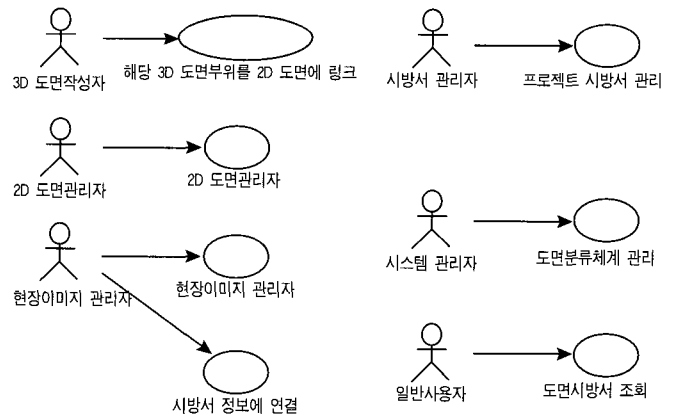 3D 도면작성자
해당 3D 도면부위를 2D 도면에 링크
2D 도면관리자
2D 도면관리자
현장이미지 관리자
현장이미지 관리자
시방서 정보에 연결
시방서 관리자
프로젝트 시방서 관리
시스템 관리자
도면분류체계 관리
일반사용자
도면시방서 조회